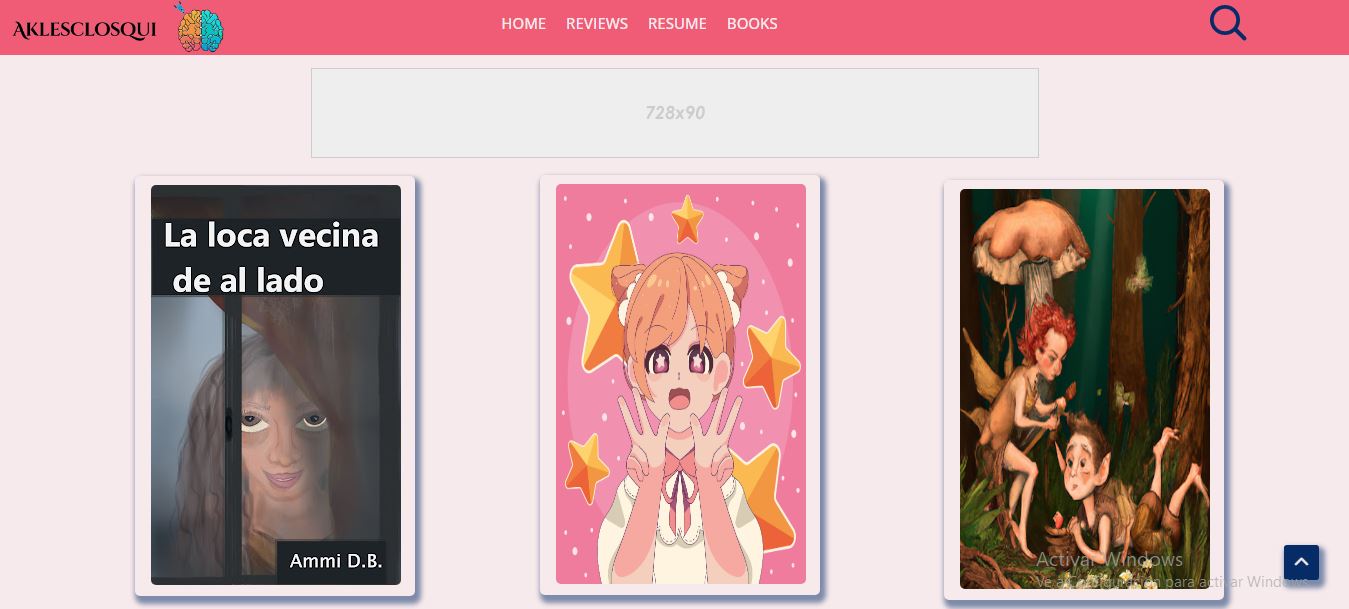 AKLESCLOSQUI
HOME REVIEWS RESUME BOOKS
728x90
La loca vecina
de al lado
Ammi D.B.
Activar Windows
Ve a Configuración para activar Windows.